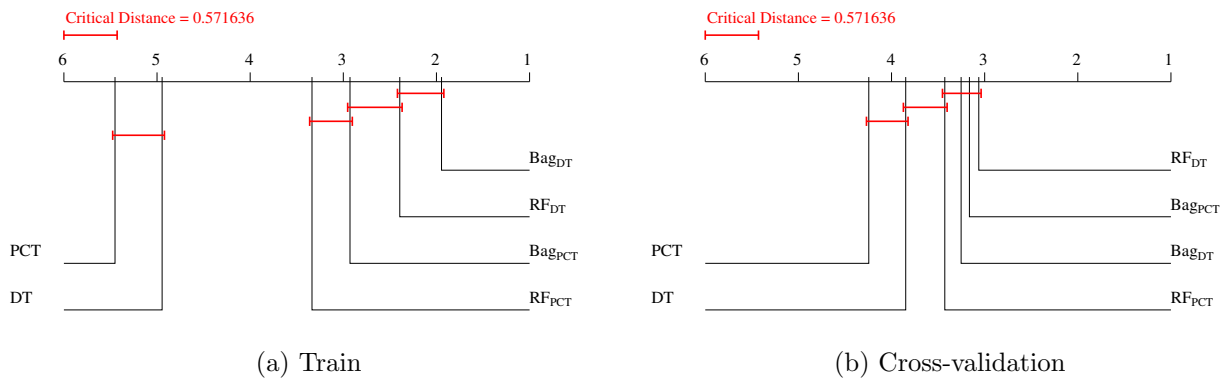 Critical Distance = 0.571636
6 5 4 3 2 1
Bag_DT
RF_DT
PCT Bag_PCT
DT RF_PCT
(a) Train
Critical Distance = 0.571636
6 5 4 3 2 1
RF_DT
Bag_PCT
PCT Bag_DT
DT RF_PCT
(b) Cross-validation